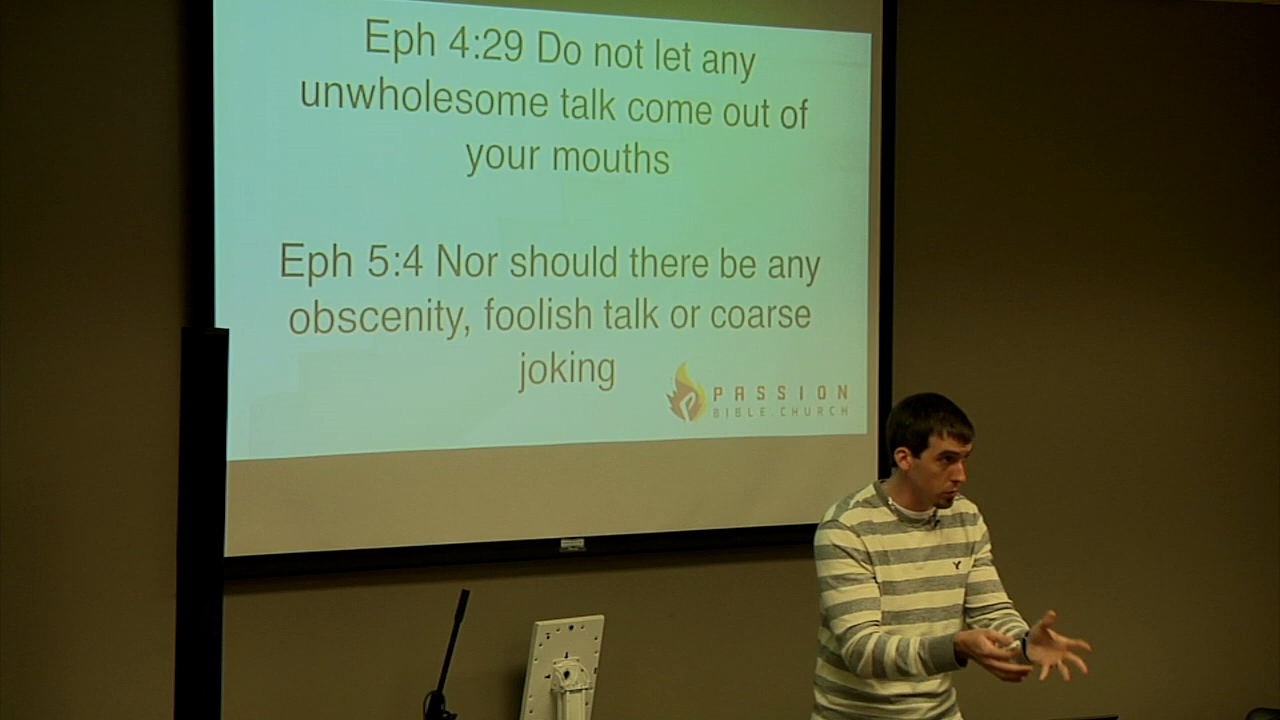 Eph 4:29 Do not let any
unwholesome talk come out of
your mouths
Eph 5:4 Nor should there be any
obscenity, foolish talk or coarse
joking
PASSION
BIBLE.CHURCH